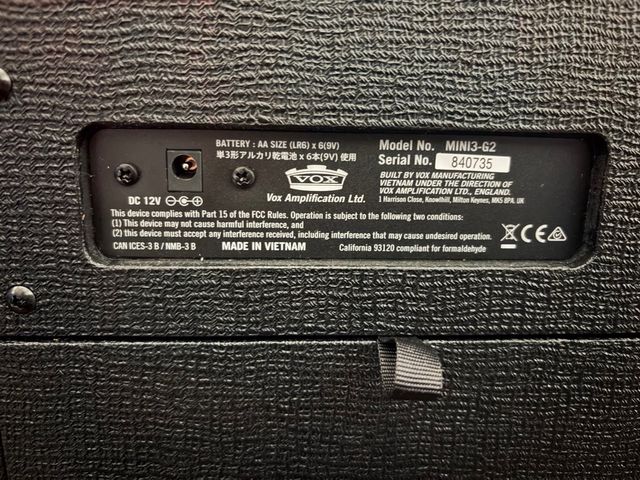 BATTERY : AA SIZE (LR6) x 6(9V)
単3形アルカリ乾電池 x 6本(9V) 使用
VOX
Vox Amplification Ltd.
DC 12V
Model No. MINI3-G2
Serial No. 840735
BUILT BY VOX MANUFACTURING
VIETNAM UNDER THE DIRECTION OF
VOX AMPLIFICATION LTD., ENGLAND.
1 Harrison Close, Knowlhill, Milton Keynes, MK5 8PA. UK
This device complies with Part 15 of the FCC Rules. Operation is subject to the following two conditions:
(1) This device may not cause harmful interference, and
(2) this device must accept any interference received, including interference that may cause undesired operation.
CAN ICES-3 B / NMB-3 B
MADE IN VIETNAM
California 93120 compliant for formaldehyde
CE